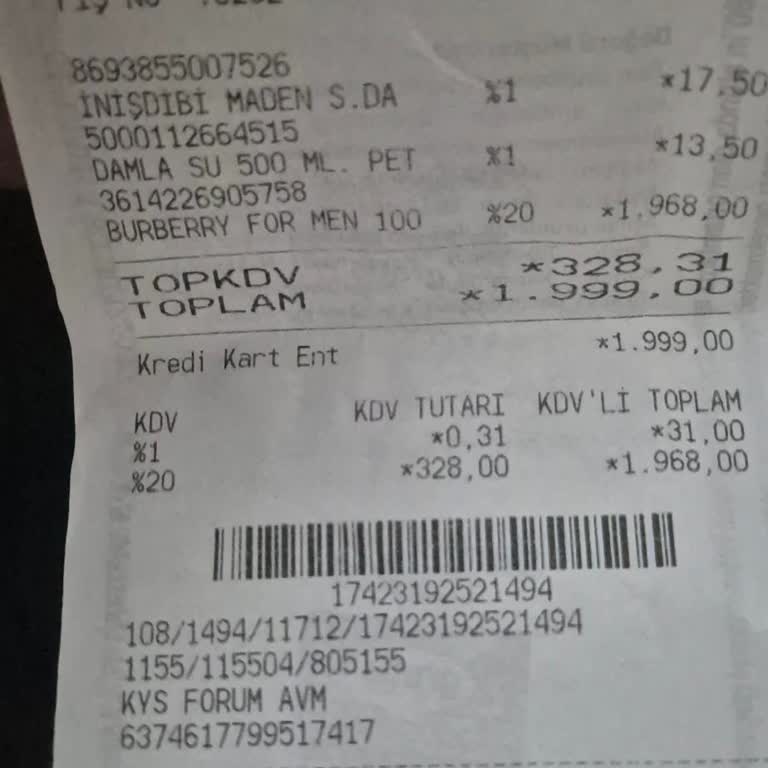 8693855007526
İNİŞDİBİ MADEN S.DA %1 *17,50
5000112664515
DAMLA SU 500 ML. PET %1 *13,50
3614226905758
BURBERRY FOR MEN 100 %20 *1.968,00
TOPKDV *328,31
TOPLAM *1.999,00
Kredi Kart Ent *1.999,00
KDV KDV TUTARI KDV'Lİ TOPLAM
%1 *0,31 *31,00
%20 *328,00 *1.968,00
17423192521494
108/1494/11712/17423192521494
1155/115504/805155
KYS FORUM AVM
6374617799517417